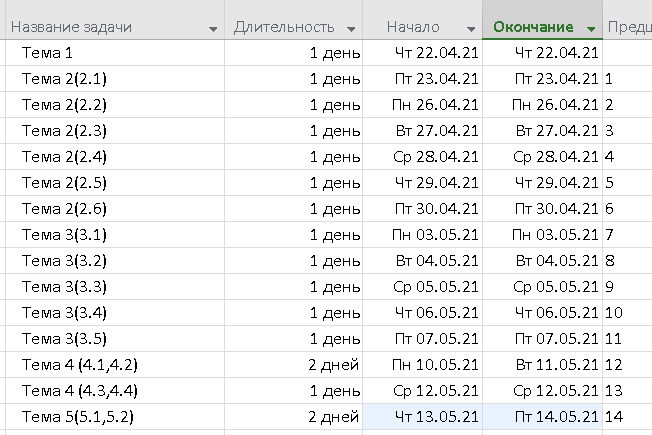 Название задачи Длительность Начало Окончание Предш
Тема 1 1 день Чт 22.04.21 Чт 22.04.21
Тема 2(2.1) 1 день Пт 23.04.21 Пт 23.04.21 1
Тема 2(2.2) 1 день Пн 26.04.21 Пн 26.04.21 2
Тема 2(2.3) 1 день Вт 27.04.21 Вт 27.04.21 3
Тема 2(2.4) 1 день Ср 28.04.21 Ср 28.04.21 4
Тема 2(2.5) 1 день Чт 29.04.21 Чт 29.04.21 5
Тема 2(2.6) 1 день Пт 30.04.21 Пт 30.04.21 6
Тема 3(3.1) 1 день Пн 03.05.21 Пн 03.05.21 7
Тема 3(3.2) 1 день Вт 04.05.21 Вт 04.05.21 8
Тема 3(3.3) 1 день Ср 05.05.21 Ср 05.05.21 9
Тема 3(3.4) 1 день Чт 06.05.21 Чт 06.05.21 10
Тема 3(3.5) 1 день Пт 07.05.21 Пт 07.05.21 11
Тема 4 (4.1,4.2) 2 дней Пн 10.05.21 Вт 11.05.21 12
Тема 4 (4.3,4.4) 1 день Ср 12.05.21 Ср 12.05.21 13
Тема 5(5.1,5.2) 2 дней Чт 13.05.21 Пт 14.05.21 14